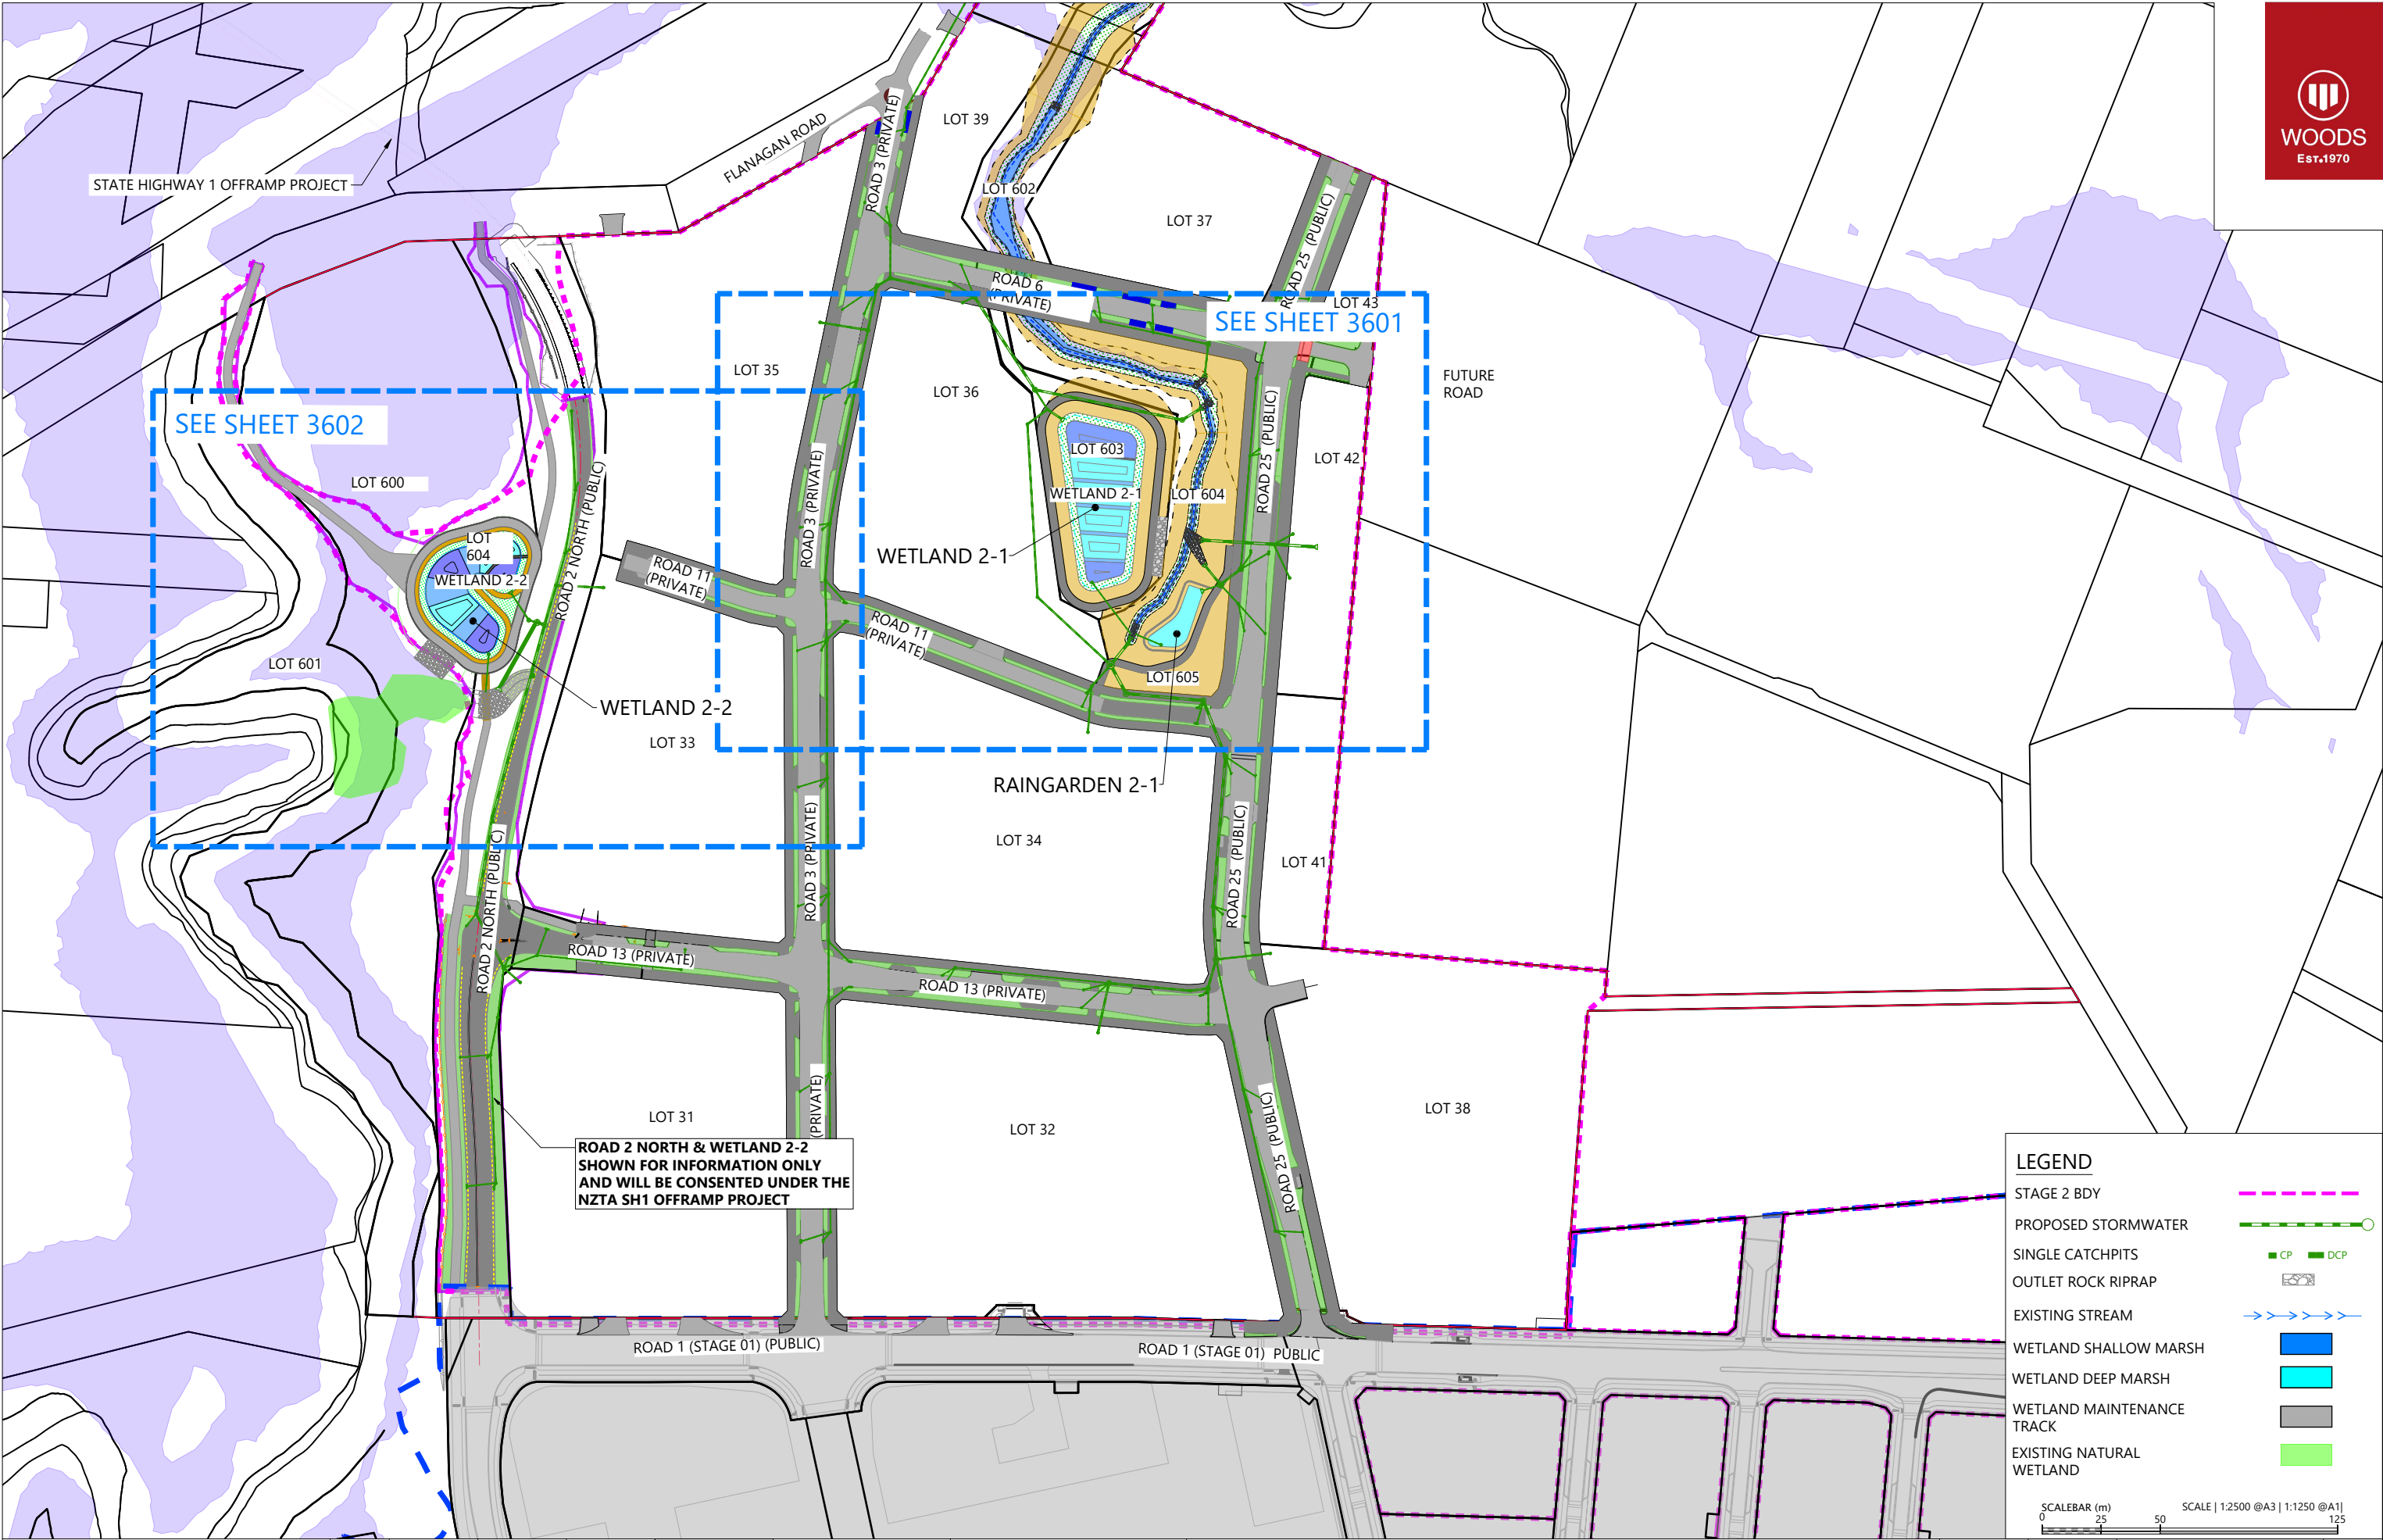 WOODS
Est.1970
STATE HIGHWAY 1 OFFRAMP PROJECT
FLANAGAN ROAD
ROAD 3 (PRIVATE)
LOT 39
LOT 602
LOT 37
ROAD 25 (PUBLIC)
ROAD 6
(PRIVATE)
LOT 43
SEE SHEET 3601
LOT 35
LOT 36
FUTURE
ROAD
SEE SHEET 3602
LOT 600
ROAD 2 NORTH (PUBLIC)
ROAD 3 (PRIVATE)
LOT 603
WETLAND 2-1
LOT 604
ROAD 25 (PUBLIC)
LOT 42
LOT
604
WETLAND 2-2
WETLAND 2-1
ROAD 11
(PRIVATE)
ROAD 11
(PRIVATE)
LOT 601
LOT 605
WETLAND 2-2
LOT 33
RAINGARDEN 2-1
LOT 34
ROAD 3 (PRIVATE)
ROAD 25 (PUBLIC)
LOT 41
ROAD 2 NORTH (PUBLIC)
ROAD 13 (PRIVATE)
ROAD 13 (PRIVATE)
LOT 31
(PRIVATE)
LOT 32
ROAD 25 (PUBLIC)
LOT 38
ROAD 2 NORTH & WETLAND 2-2
SHOWN FOR INFORMATION ONLY
AND WILL BE CONSENTED UNDER THE
NZTA SH1 OFFRAMP PROJECT
ROAD 1 (STAGE 01) (PUBLIC)
ROAD 1 (STAGE 01) PUBLIC
LEGEND
STAGE 2 BDY
PROPOSED STORMWATER
SINGLE CATCHPITS
CP DCP
OUTLET ROCK RIPRAP
EXISTING STREAM
WETLAND SHALLOW MARSH
WETLAND DEEP MARSH
WETLAND MAINTENANCE
TRACK
EXISTING NATURAL
WETLAND
SCALEBAR (m) SCALE | 1:2500 @A3 | 1:1250 @A1|
0 25 50 125